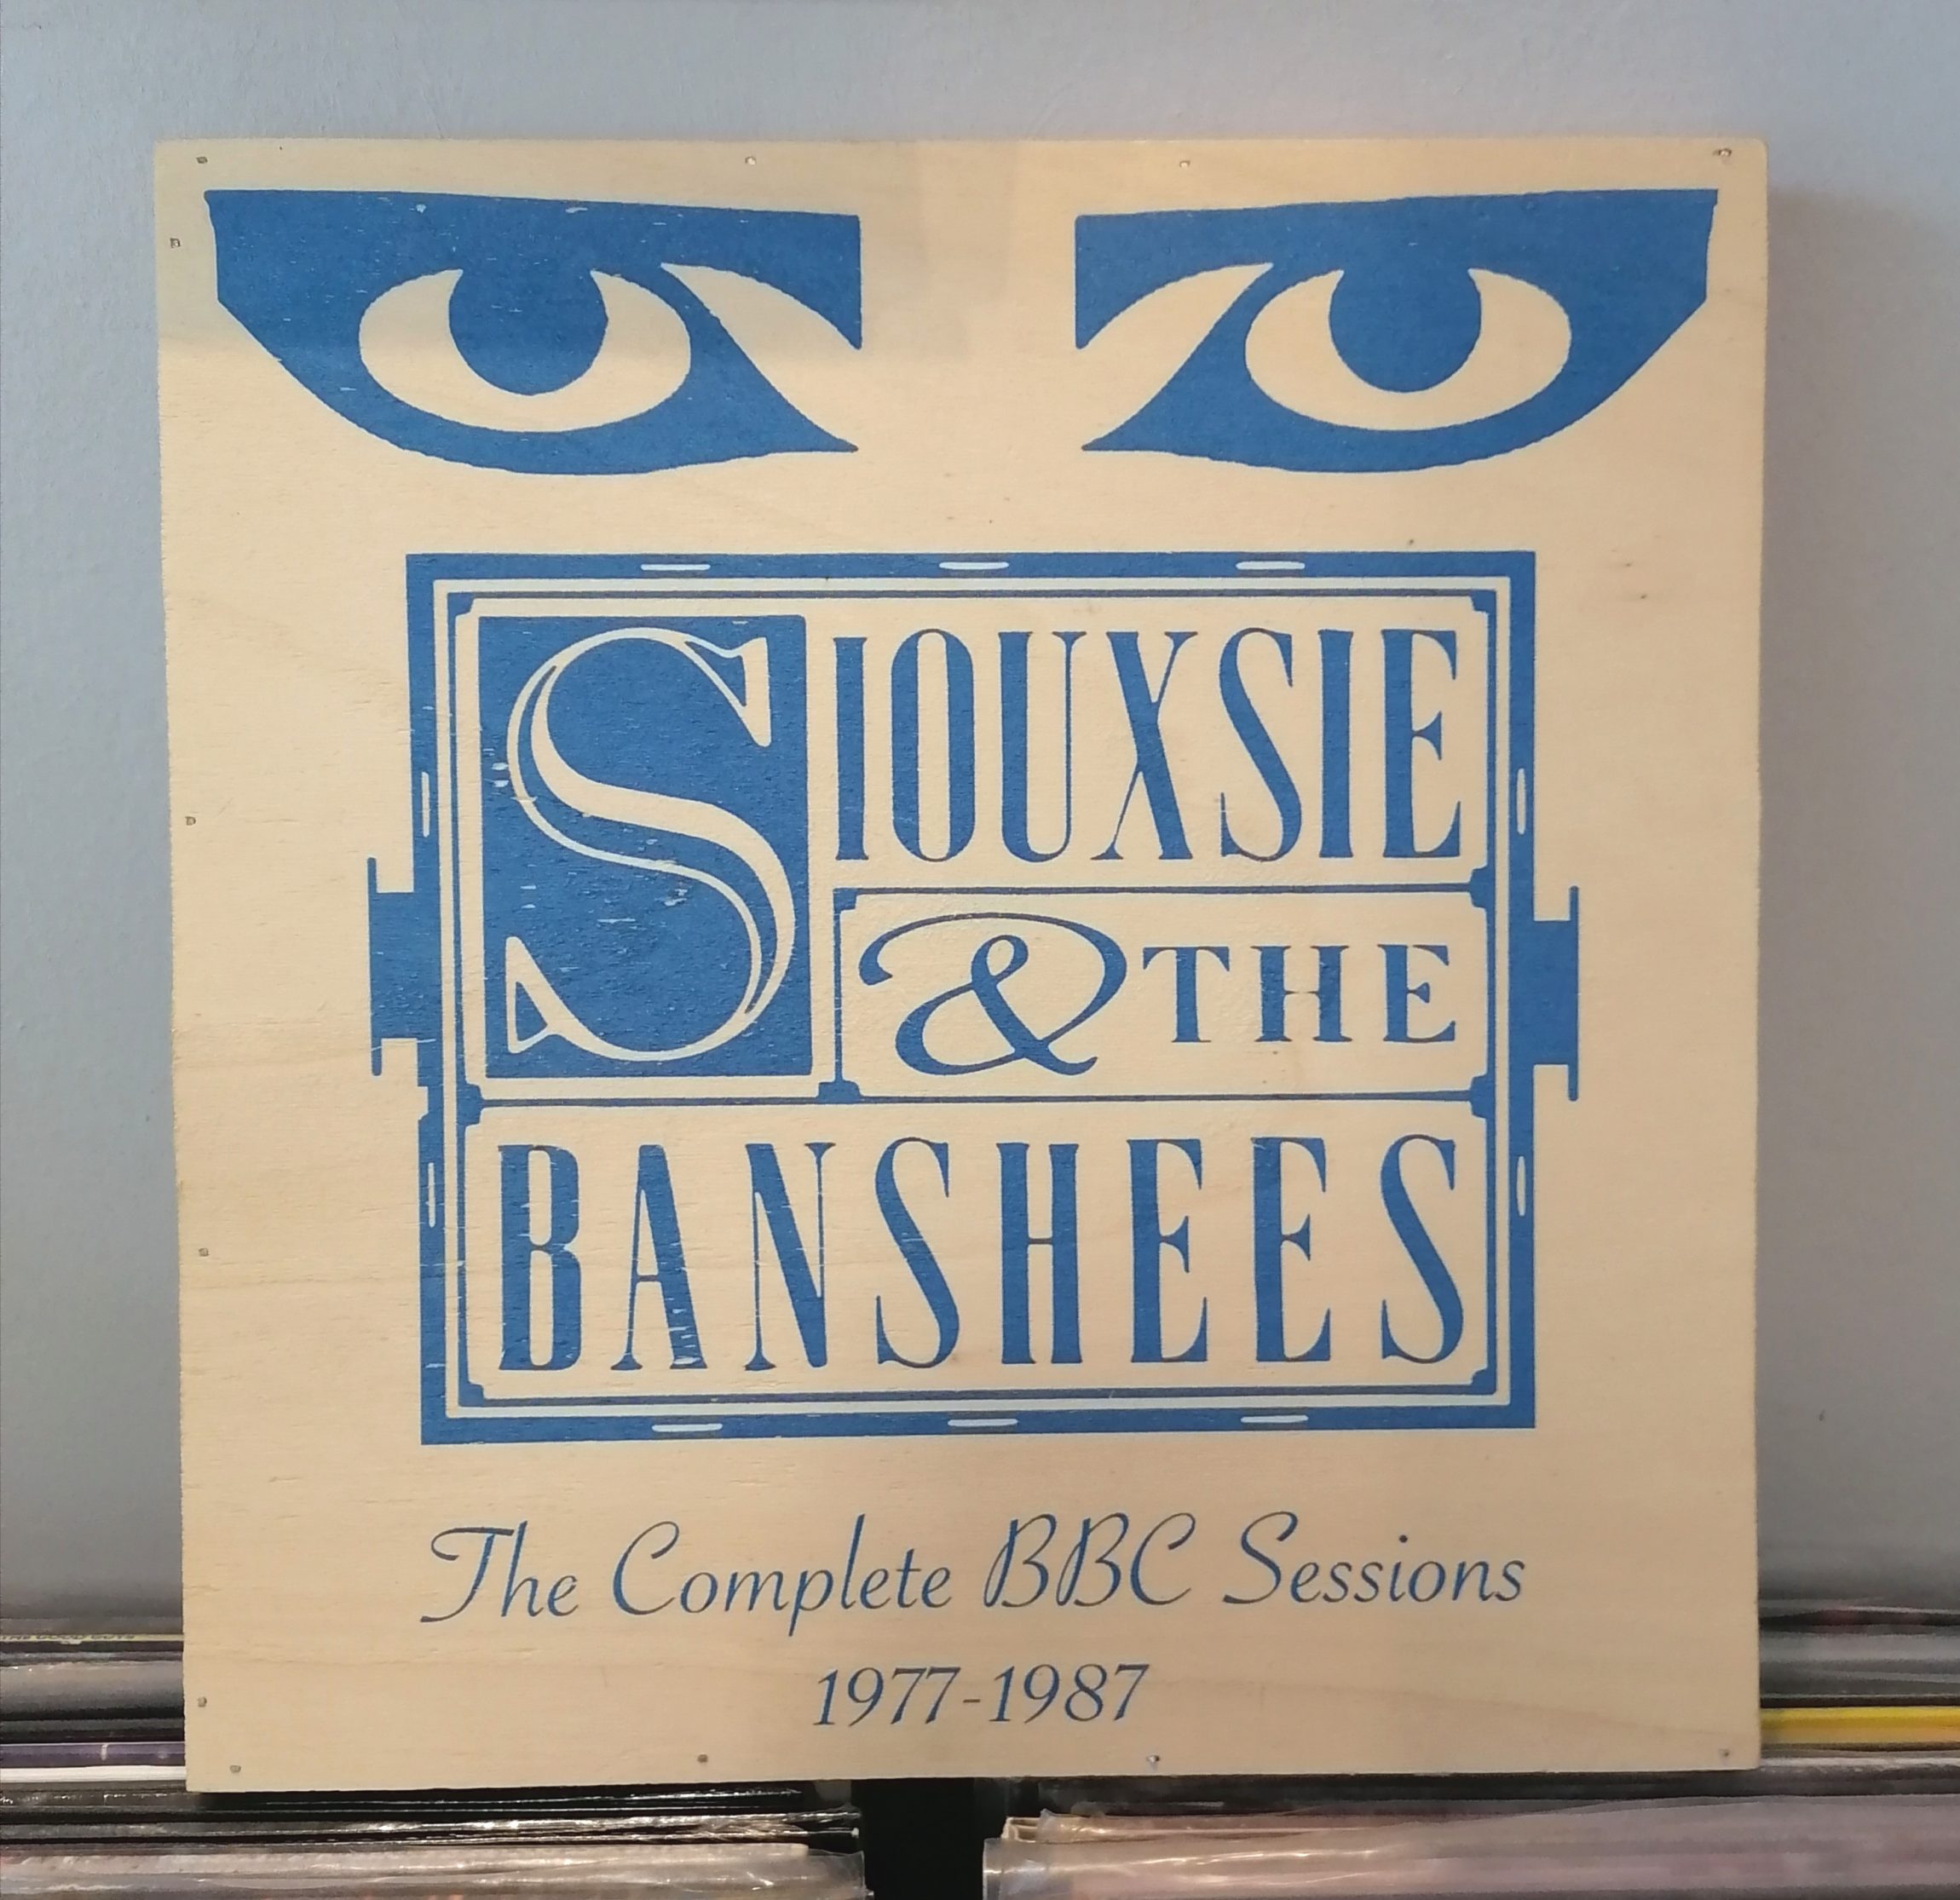 SIOUXSIE
& THE
BANSHEES
The Complete BBC Sessions
1977-1987